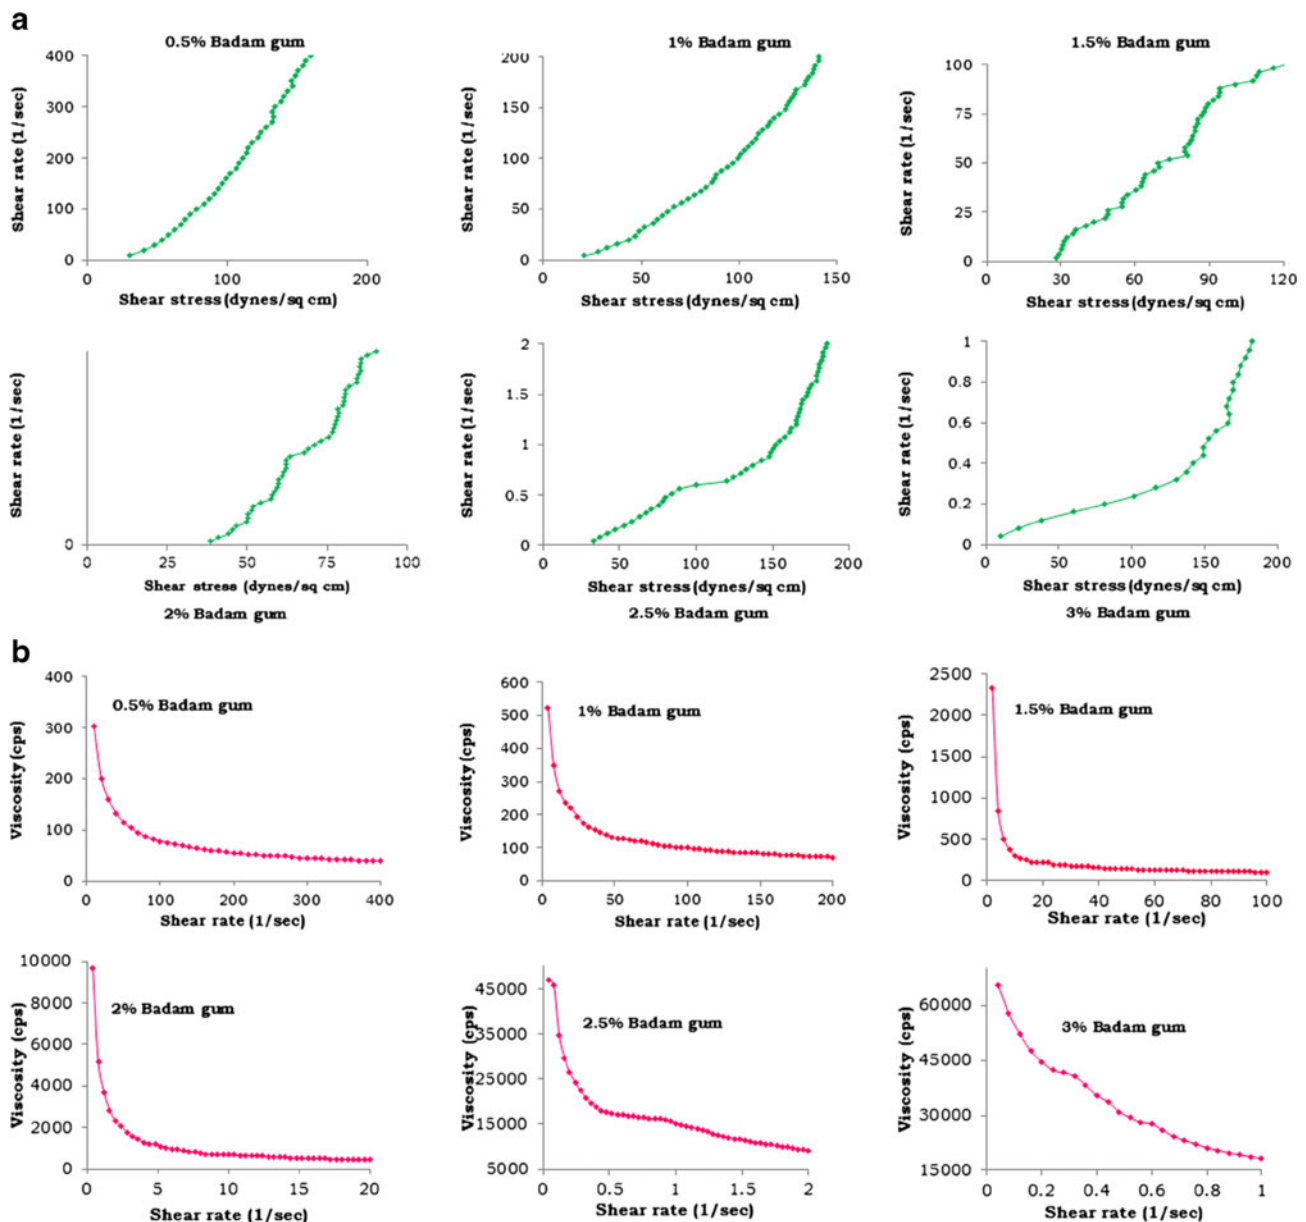 a
0.5% Badam gum
Shear rate (1/sec)
400
300
200
100
0
0 100 200
Shear stress (dynes/sq cm)
1% Badam gum
Shear rate (1/sec)
200
150
100
50
0
0 50 100 150
Shear stress (dynes/sq cm)
1.5% Badam gum
Shear rate (1/sec)
100
75
50
25
0
0 30 60 90 120
Shear stress (dynes/sq cm)
Shear rate (1/sec)
0
0 25 50 75 100
Shear stress (dynes/sq cm)
2% Badam gum
Shear rate (1/sec)
2
1.5
1
0.5
0
0 50 100 150 200
Shear stress (dynes/sq cm)
2.5% Badam gum
Shear rate (1/sec)
1
0.8
0.6
0.4
0.2
0
0 50 100 150 200
Shear stress (dynes/sq cm)
3% Badam gum
b
0.5% Badam gum
Viscosity (cps)
400
300
200
100
0
0 100 200 300 400
Shear rate (1/sec)
1% Badam gum
Viscosity (cps)
600
500
400
300
200
100
0
0 50 100 150 200
Shear rate (1/sec)
1.5% Badam gum
Viscosity (cps)
2500
2000
1500
1000
500
0
0 20 40 60 80 100
Shear rate (1/sec)
2% Badam gum
Viscosity (cps)
10000
8000
6000
4000
2000
0
0 5 10 15 20
Shear rate (1/sec)
2.5% Badam gum
Viscosity (cps)
45000
35000
25000
15000
5000
0 0.5 1 1.5 2
Shear rate (1/sec)
3% Badam gum
Viscosity (cps)
60000
45000
30000
15000
0 0.2 0.4 0.6 0.8 1
Shear rate (1/sec)